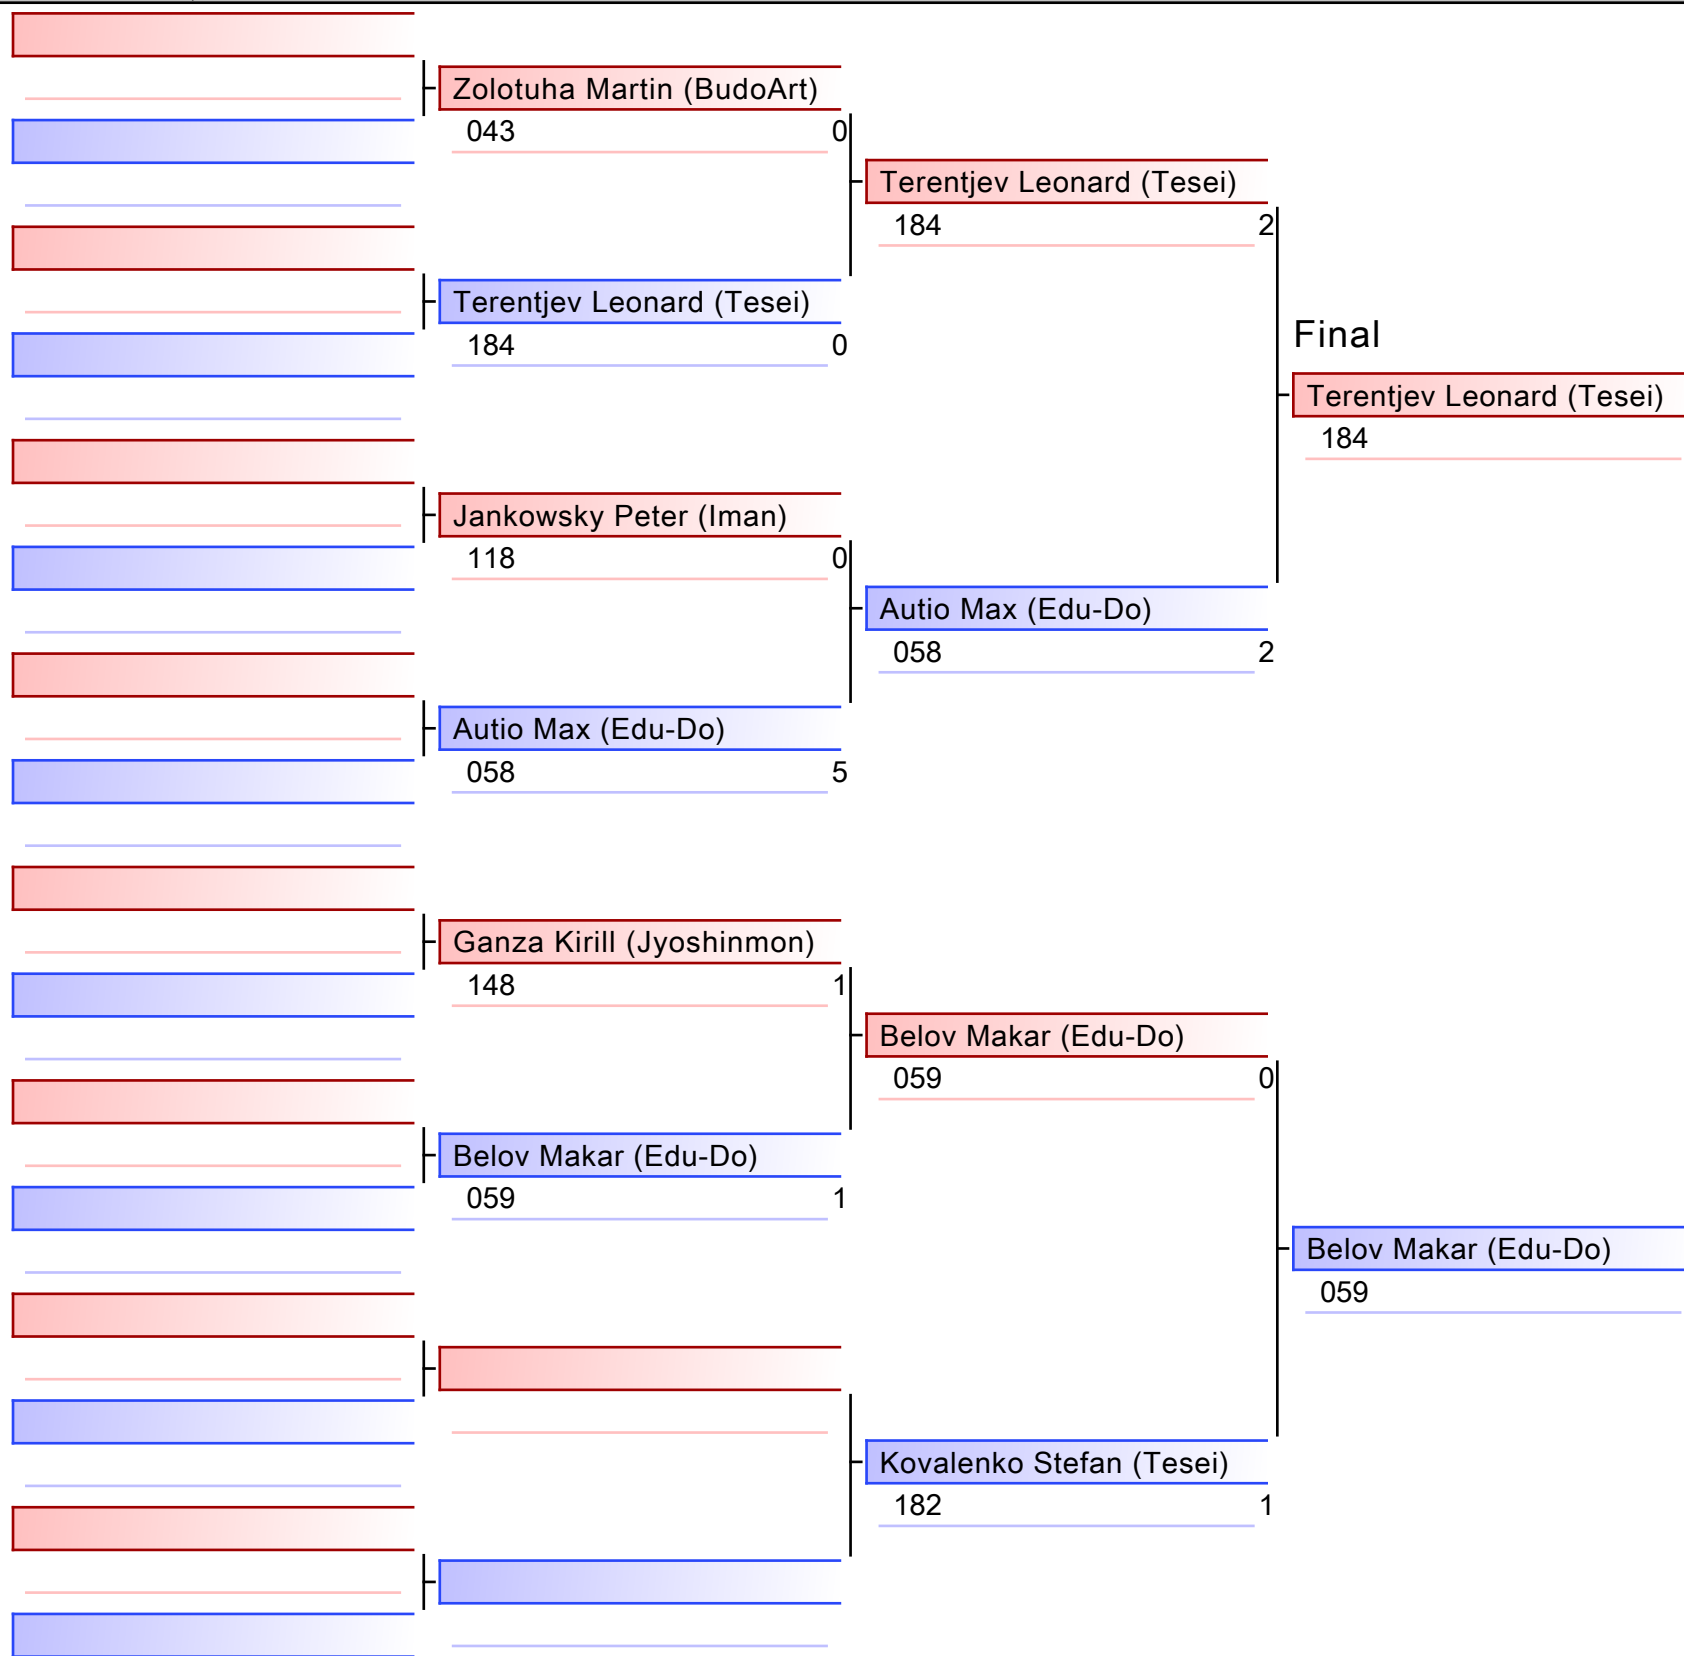 Zolotuha Martin (BudoArt)
043 0
Terentjev Leonard (Tesei)
184 0
Jankowsky Peter (Iman)
118 0
Autio Max (Edu-Do)
058 5
Ganza Kirill (Jyoshinmon)
148 1
Belov Makar (Edu-Do)
059 1
Terentjev Leonard (Tesei)
184 2
Autio Max (Edu-Do)
058 2
Belov Makar (Edu-Do)
059 0
Kovalenko Stefan (Tesei)
182 1
Final
Terentjev Leonard (Tesei)
184
Belov Makar (Edu-Do)
059